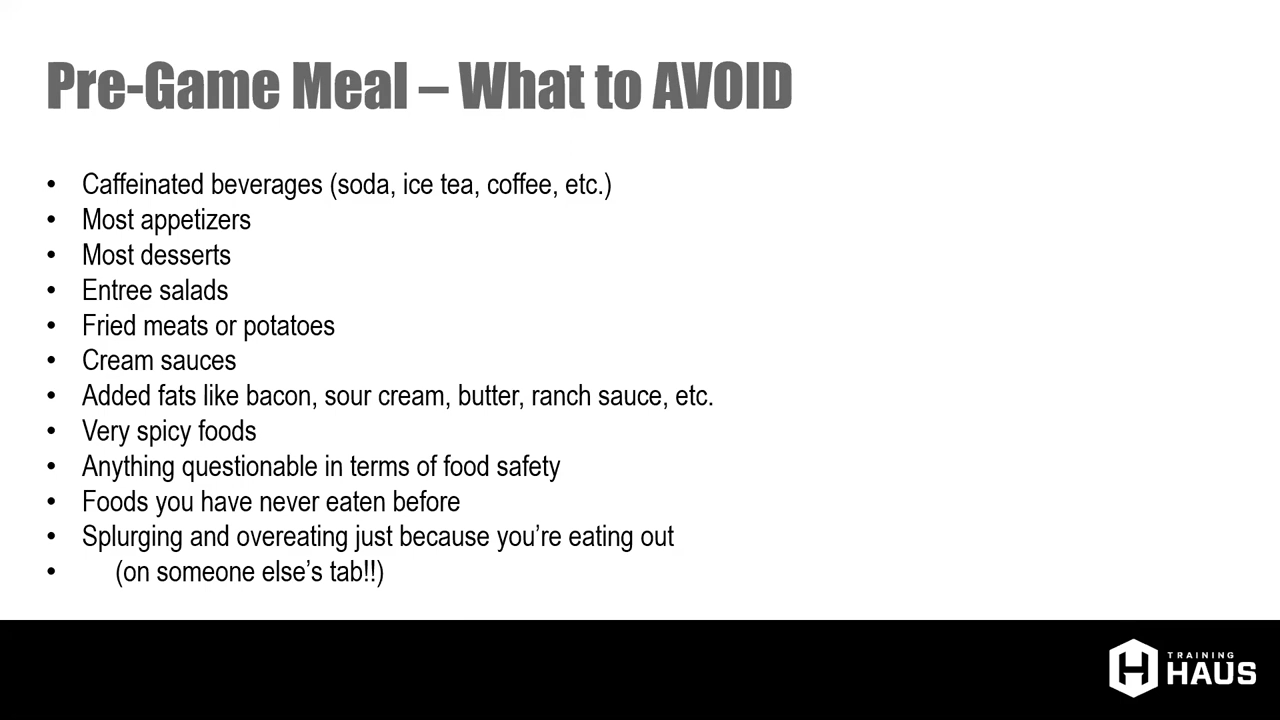 Pre-Game Meal – What to AVOID
• Caffeinated beverages (soda, ice tea, coffee, etc.)
• Most appetizers
• Most desserts
• Entree salads
• Fried meats or potatoes
• Cream sauces
• Added fats like bacon, sour cream, butter, ranch sauce, etc.
• Very spicy foods
• Anything questionable in terms of food safety
• Foods you have never eaten before
• Splurging and overeating just because you’re eating out
• (on someone else’s tab!!)
TRAINING
HAUS